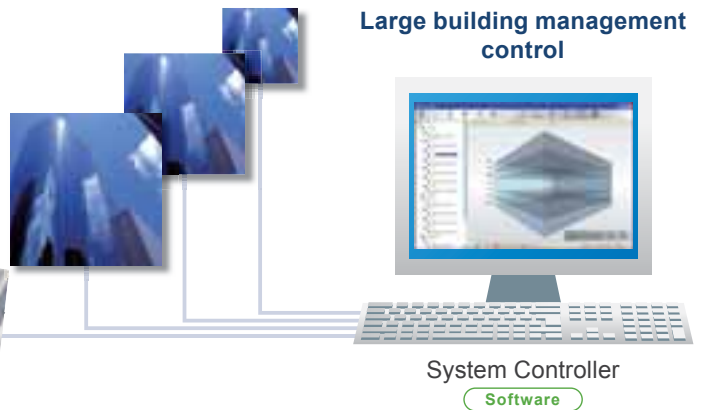 Large building management
control
System Controller
Software